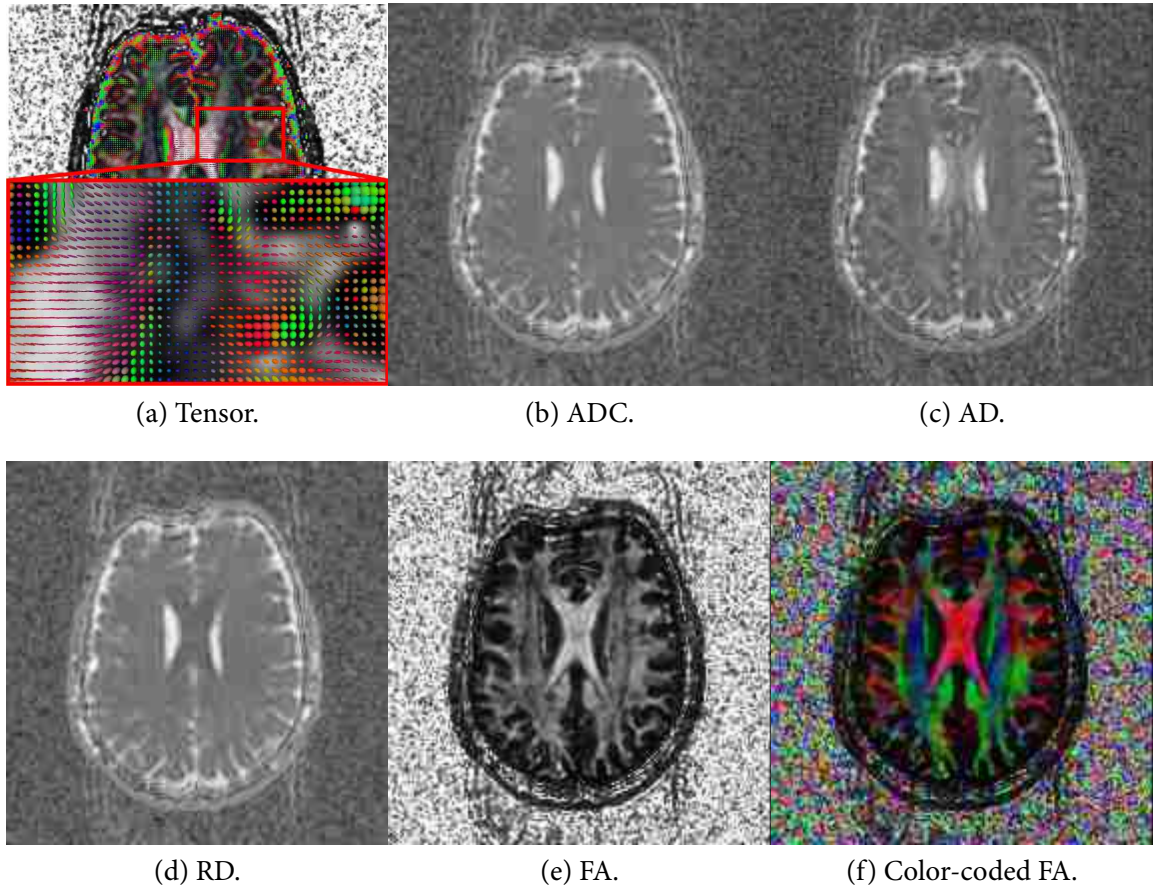 (a) Tensor.
(b) ADC.
(c) AD.
(d) RD.
(e) FA.
(f) Color-coded FA.